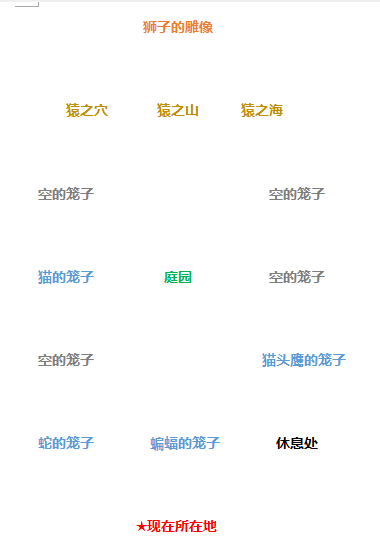 狮子的雕像
猿之穴 猿之山 猿之海
空的笼子 空的笼子
猫的笼子 庭园 空的笼子
空的笼子 猫头鹰的笼子
蛇的笼子 蝙蝠的笼子 休息处
★现在所在地